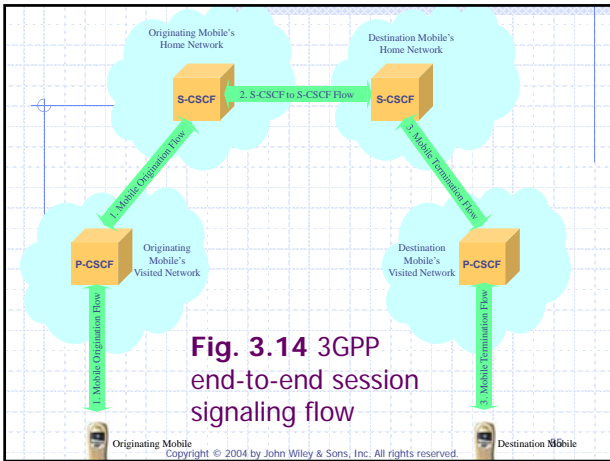 Originating Mobile's
Home Network
Destination Mobile's
Home Network
S-CSCF
2. S-CSCF to S-CSCF Flow
S-CSCF
1. Mobile Origination Flow
3. Mobile Termination Flow
P-CSCF
Originating
Mobile's
Visited Network
Destination
Mobile's
Visited Network
P-CSCF
1. Mobile Origination Flow
3. Mobile Termination Flow
Fig. 3.14 3GPP
end-to-end session
signaling flow
Originating Mobile
Destination Mobile
Copyright © 2004 by John Wiley & Sons, Inc. All rights reserved.